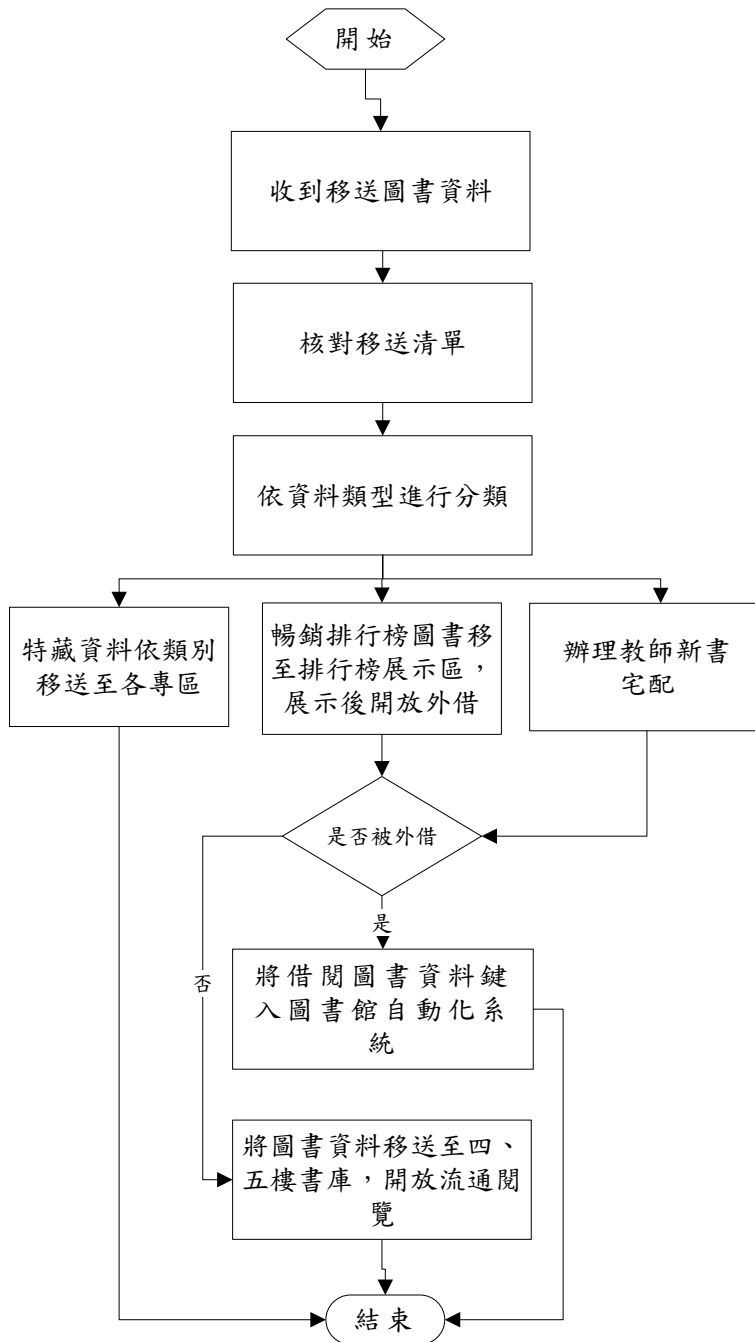 開始
收到移送圖書資料
核對移送清單
依資料類型進行分類
特藏資料依類別
移送至各專區
暢銷排行榜圖書移
至排行榜展示區，
展示後開放外借
辦理教師新書
宅配
是否被外借
是
否
將借閱圖書資料鍵
入圖書館自動化系
統
將圖書資料移送至四、
五樓書庫，開放流通閱
覽
結束